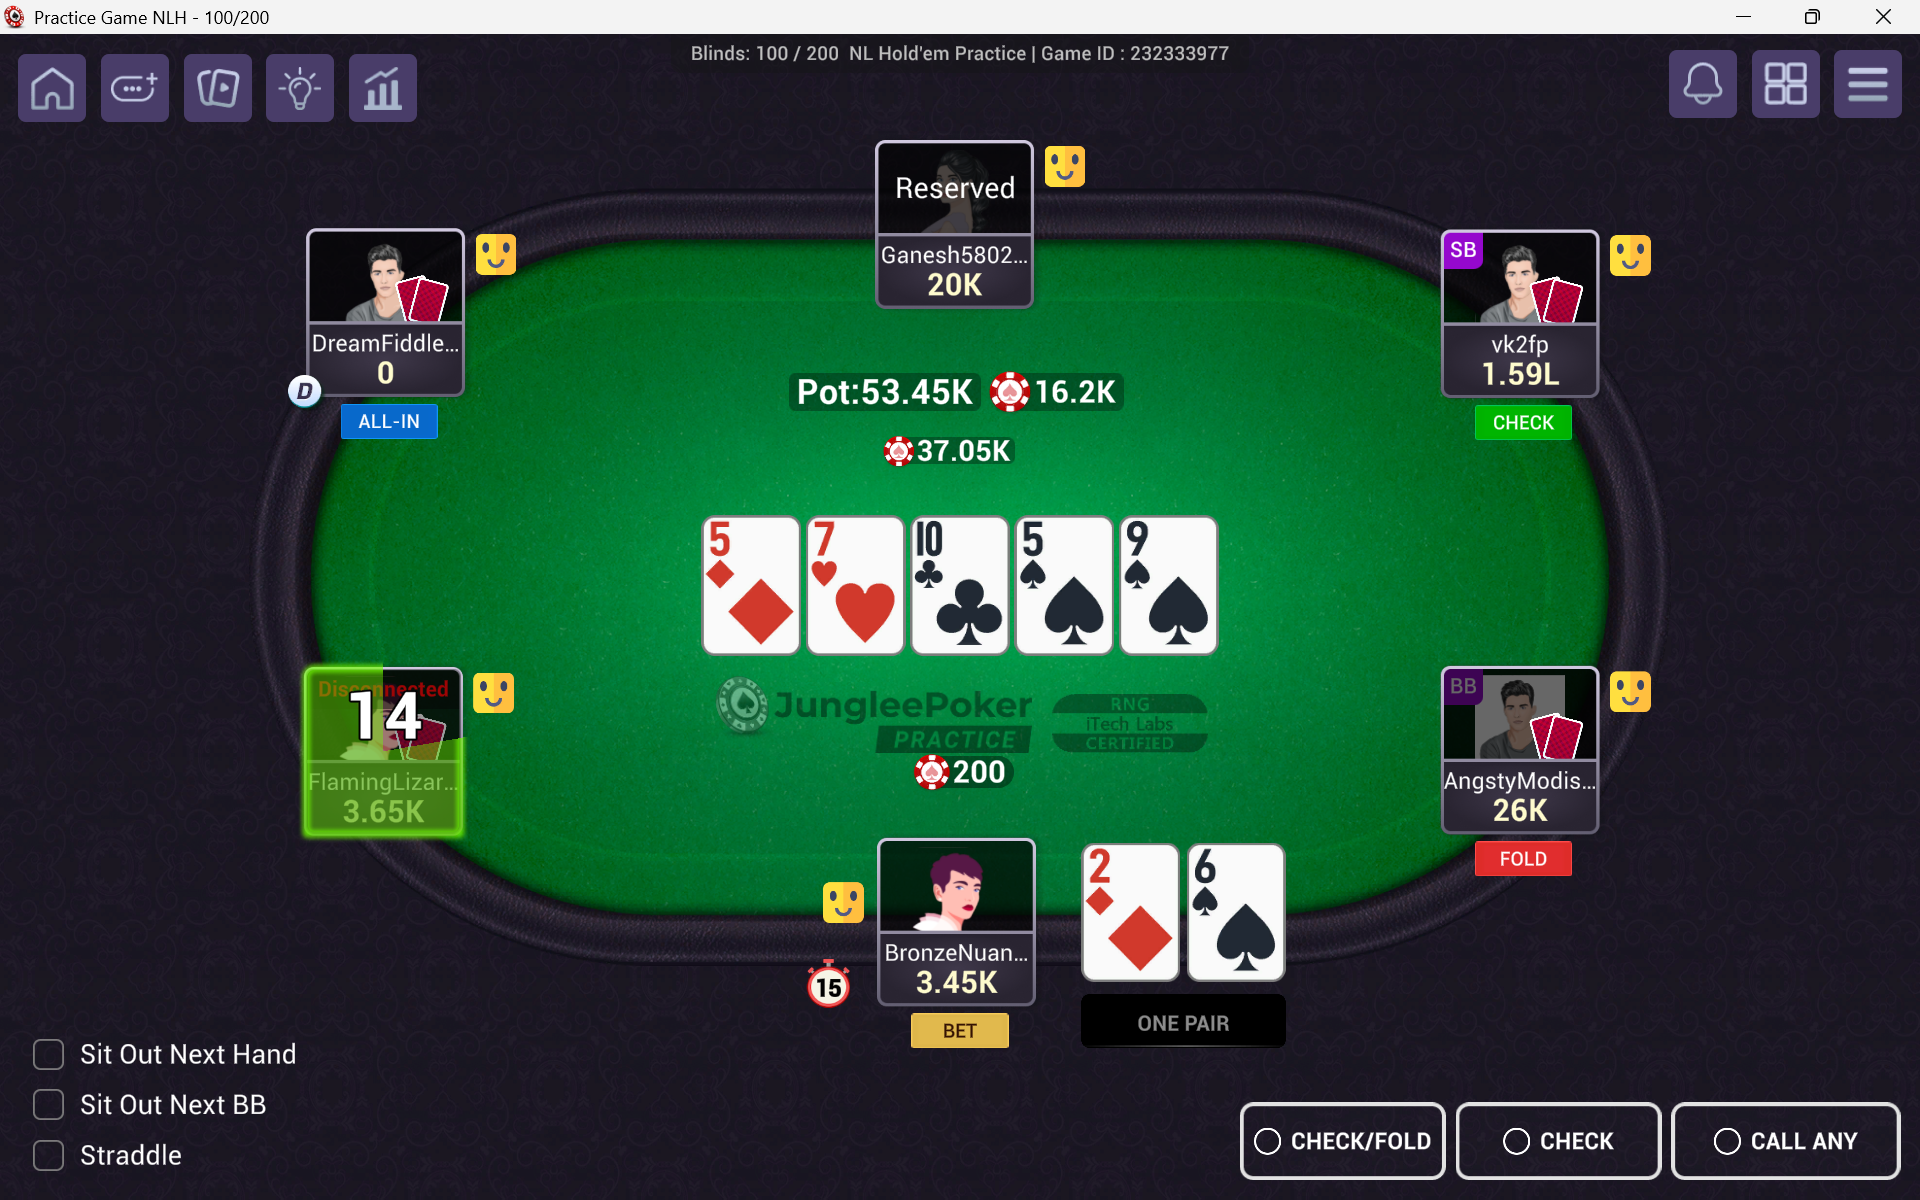 Practice Game NLH - 100/200
Blinds: 100 / 200 NL Hold'em Practice | Game ID : 232333977
Reserved
Ganesh5802...
20K
DreamFiddle...
0
D
ALL-IN
SB
vk2fp
1.59L
CHECK
Pot:53.45K
16.2K
37.05K
5
7
10
5
9
JungleePoker
PRACTICE
RNG
iTech Labs
CERTIFIED
200
Disconnected
14
FlamingLizar...
3.65K
BB
AngstyModis...
26K
FOLD
BronzeNuan...
3.45K
15
BET
2
6
ONE PAIR
Sit Out Next Hand
Sit Out Next BB
Straddle
CHECK/FOLD
CHECK
CALL ANY